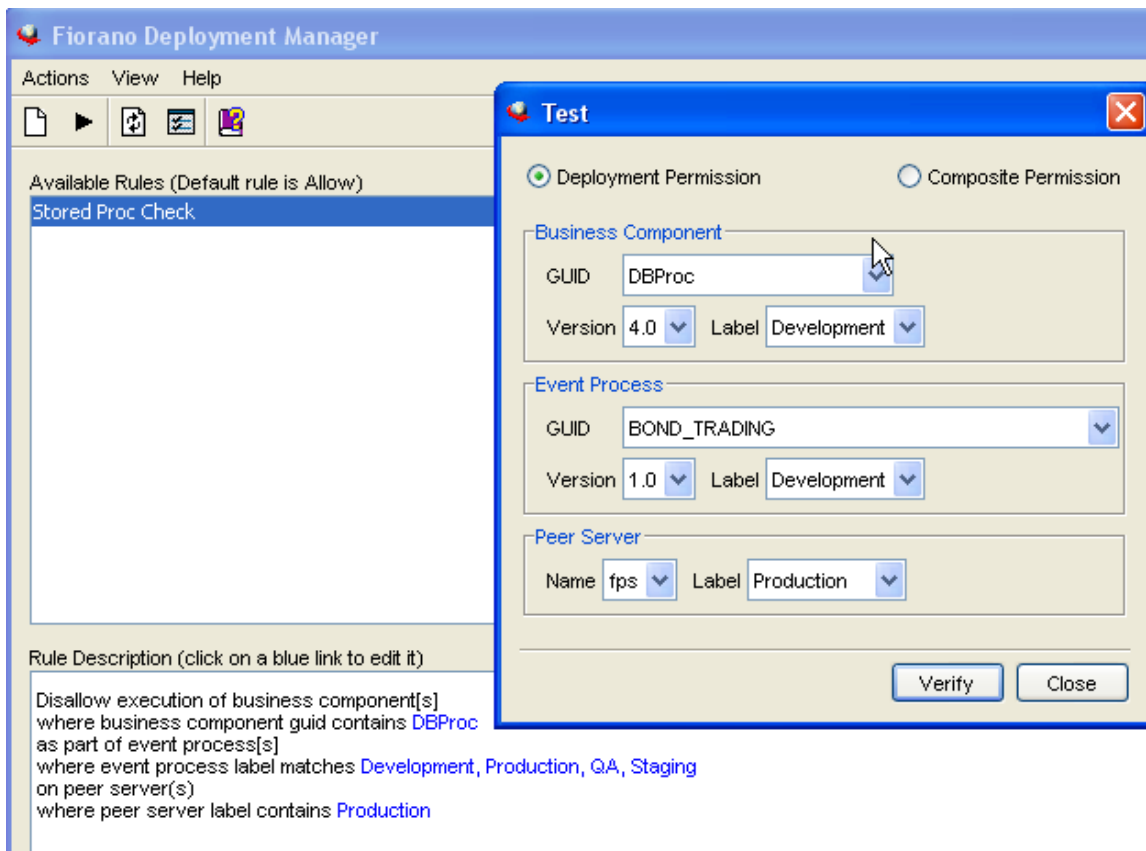 Fiorano Deployment Manager
Actions View Help
Available Rules (Default rule is Allow)
Stored Proc Check
Rule Description (click on a blue link to edit it)
Disallow execution of business component[s]
where business component guid contains DBProc
as part of event process[s]
where event process label matches Development, Production, QA, Staging
on peer server(s)
where peer server label contains Production
Test
Deployment Permission Composite Permission
Business Component
GUID DBProc
Version 4.0 Label Development
Event Process
GUID BOND_TRADING
Version 1.0 Label Development
Peer Server
Name fps Label Production
Verify Close